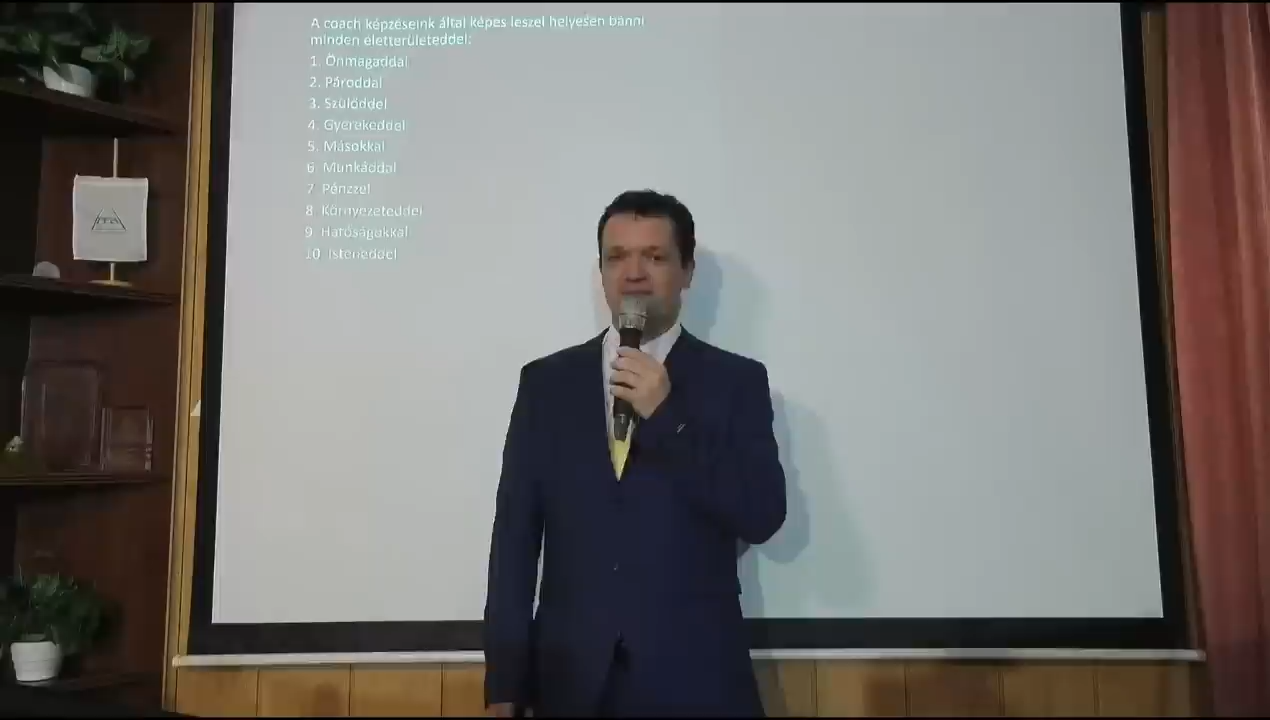 A coach képzéseink által képes leszel helyesen bánni
minden életterületeddel:
1. Önmagaddal
2. Pároddal
3. Szülőddel
4. Gyerekeddel
5. Másokkal
6. Munkáddal
7. Pénzzel
8. Környezeteddel
9. Hatóságokkal
10. Isteneddel